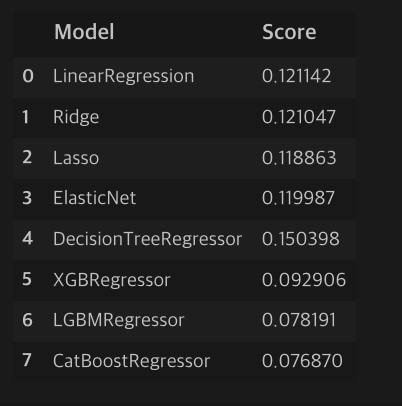 Model Score
0 LinearRegression 0.121142
1 Ridge 0.121047
2 Lasso 0.118863
3 ElasticNet 0.119987
4 DecisionTreeRegressor 0.150398
5 XGBRegressor 0.092906
6 LGBMRegressor 0.078191
7 CatBoostRegressor 0.076870